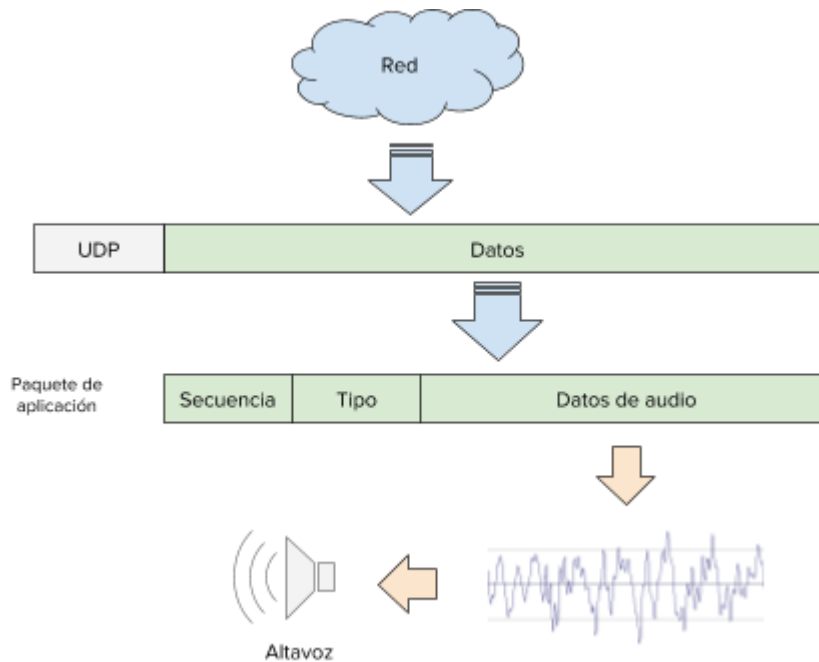 Red
UDP
Datos
Paquete de
aplicación
Secuencia
Tipo
Datos de audio
Altavoz